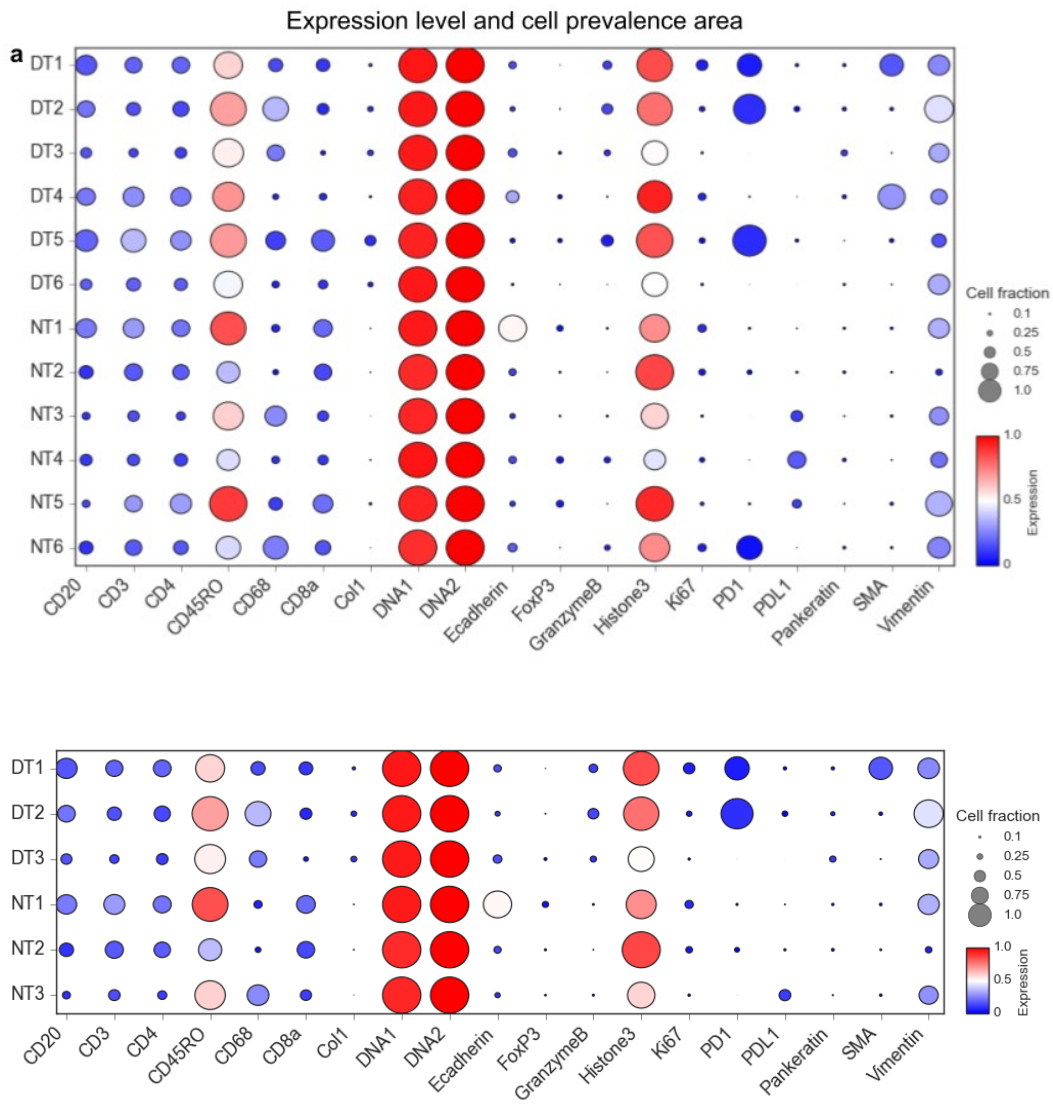 Expression level and cell prevalence area
a
DT1
DT2
DT3
DT4
DT5
DT6
NT1
NT2
NT3
NT4
NT5
NT6
Cell fraction
0.1
0.25
0.5
0.75
1.0
1.0
0.5
0
Expression
CD20
CD3
CD4
CD45RO
CD68
CD8a
Col1
DNA1
DNA2
Ecadherin
FoxP3
GranzymeB
Histone3
Ki67
PD1
PDL1
Pankeratin
SMA
Vimentin
DT1
DT2
DT3
NT1
NT2
NT3
Cell fraction
0.1
0.25
0.5
0.75
1.0
1.0
0.5
0
Expression
CD20
CD3
CD4
CD45RO
CD68
CD8a
Col1
DNA1
DNA2
Ecadherin
FoxP3
GranzymeB
Histone3
Ki67
PD1
PDL1
Pankeratin
SMA
Vimentin